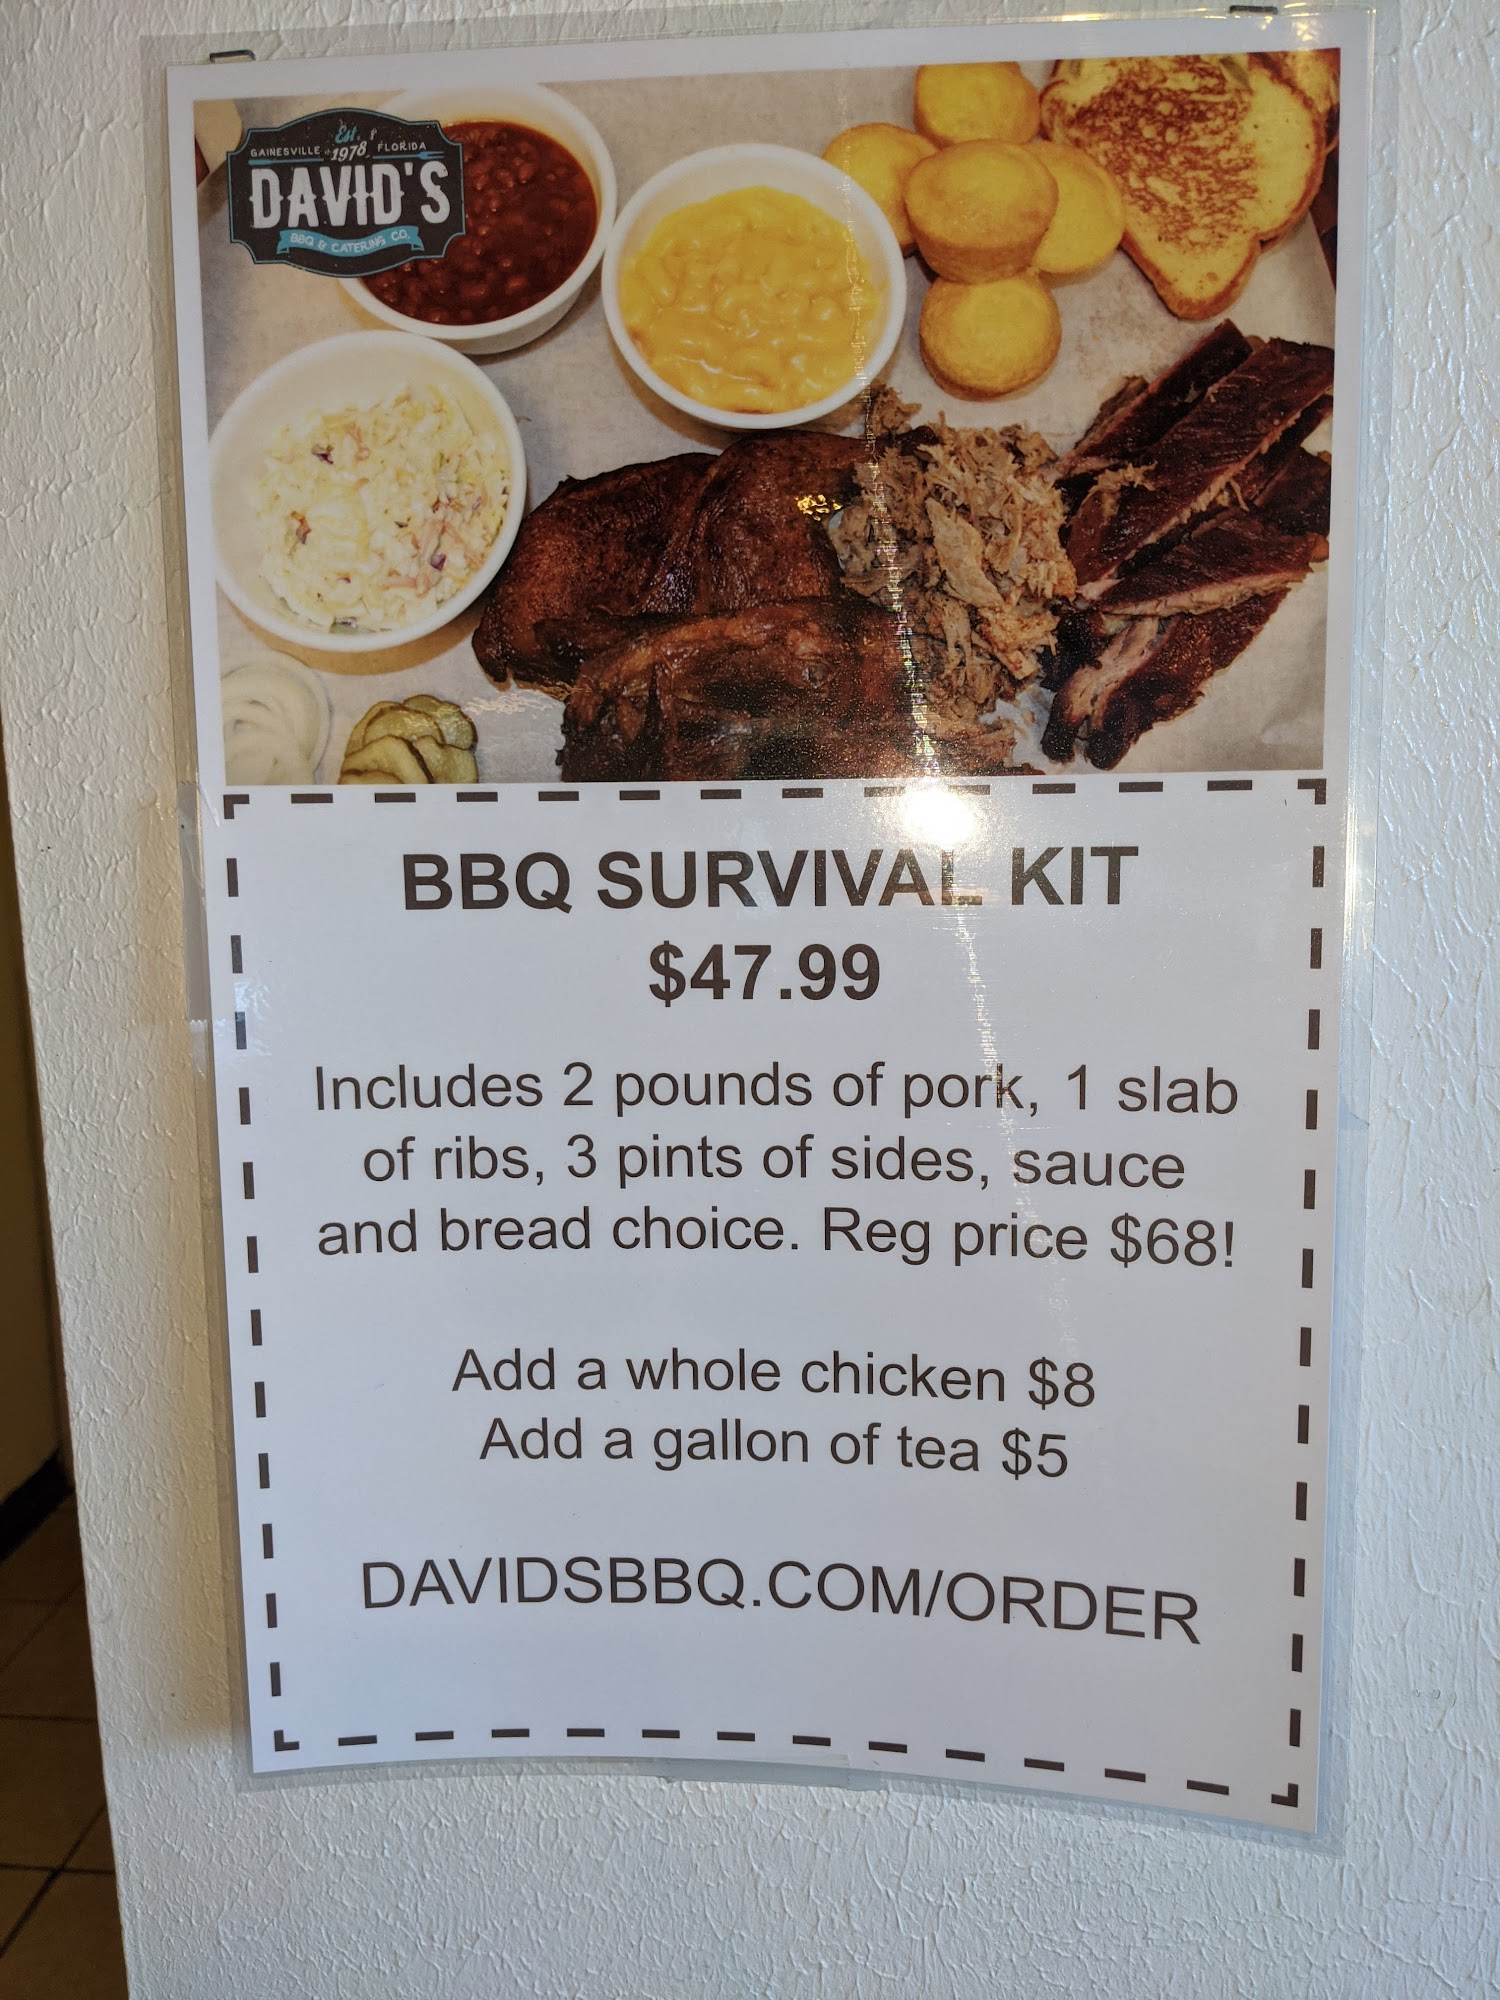 Est.
GAINESVILLE 1978 FLORIDA
DAVID'S
BBQ & CATERING CO.
BBQ SURVIVAL KIT
$47.99
Includes 2 pounds of pork, 1 slab
of ribs, 3 pints of sides, sauce
and bread choice. Reg price $68!
Add a whole chicken $8
Add a gallon of tea $5
DAVIDSBBQ.COM/ORDER